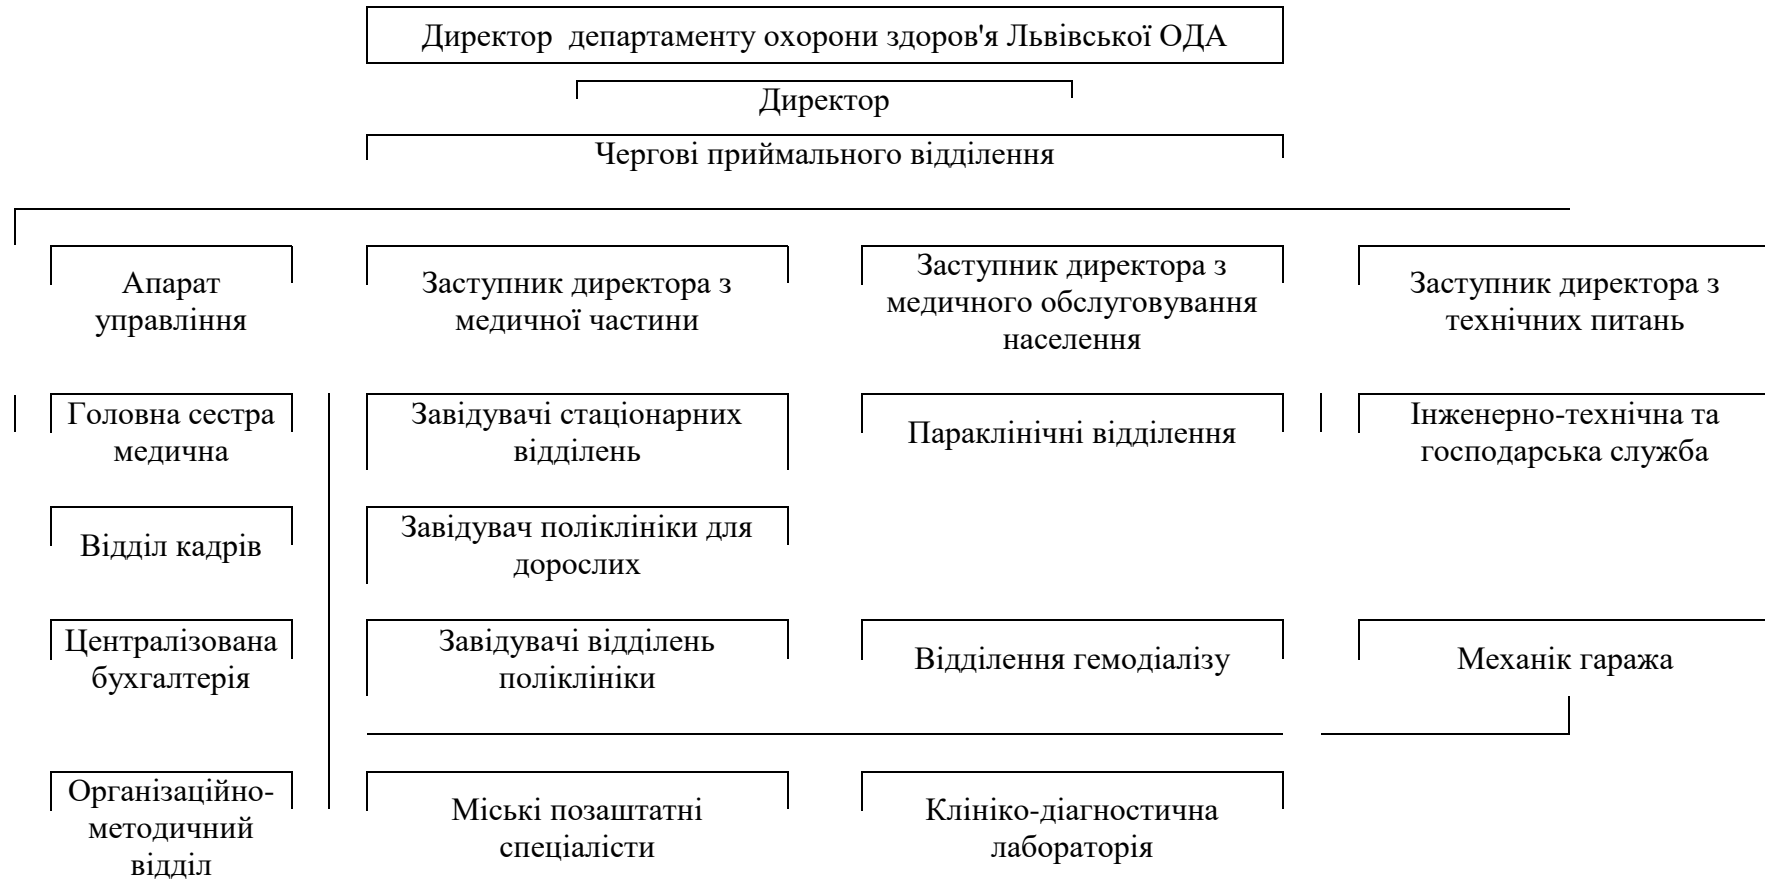 Директор департаменту охорони здоров'я Львівської ОДА
Директор
Чергові приймального відділення
Апарат
управління
Заступник директора з
медичної частини
Заступник директора з
медичного обслуговування
населення
Заступник директора з
технічних питань
Головна сестра
медична
Завідувачі стаціонарних
відділень
Параклінічні відділення
Інженерно-технічна та
господарська служба
Відділ кадрів
Завідувач поліклініки для
дорослих
Централізована
бухгалтерія
Завідувачі відділень
поліклініки
Відділення гемодіалізу
Механік гаража
Організаційно-
методичний
відділ
Міські позаштатні
спеціалісти
Клініко-діагностична
лабораторія